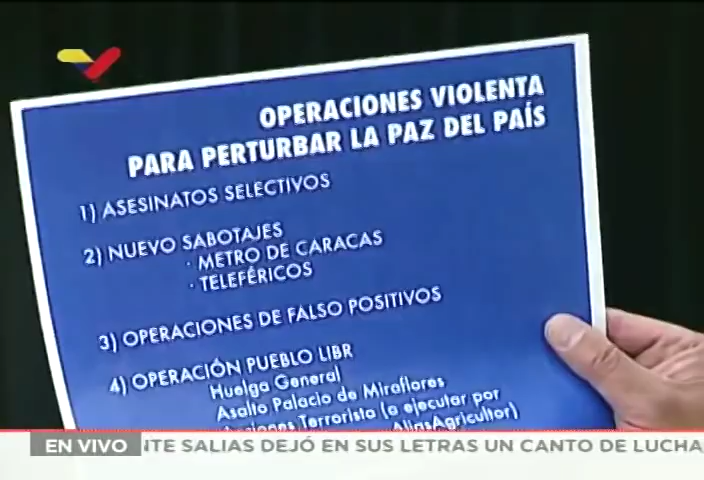 OPERACIONES VIOLENTA
PARA PERTURBAR LA PAZ DEL PAÍS
1) ASESINATOS SELECTIVOS
2) NUEVO SABOTAJES
· METRO DE CARACAS
· TELEFÉRICOS
3) OPERACIONES DE FALSO POSITIVOS
4) OPERACIÓN PUEBLO LIBR
Huelga General
Asalto Palacio de Miraflores
Terrorista (a ejecutar por
AliasAgricultor)
EN VIVO NTE SALIAS DEJÓ EN SUS LETRAS UN CANTO DE LUCHA